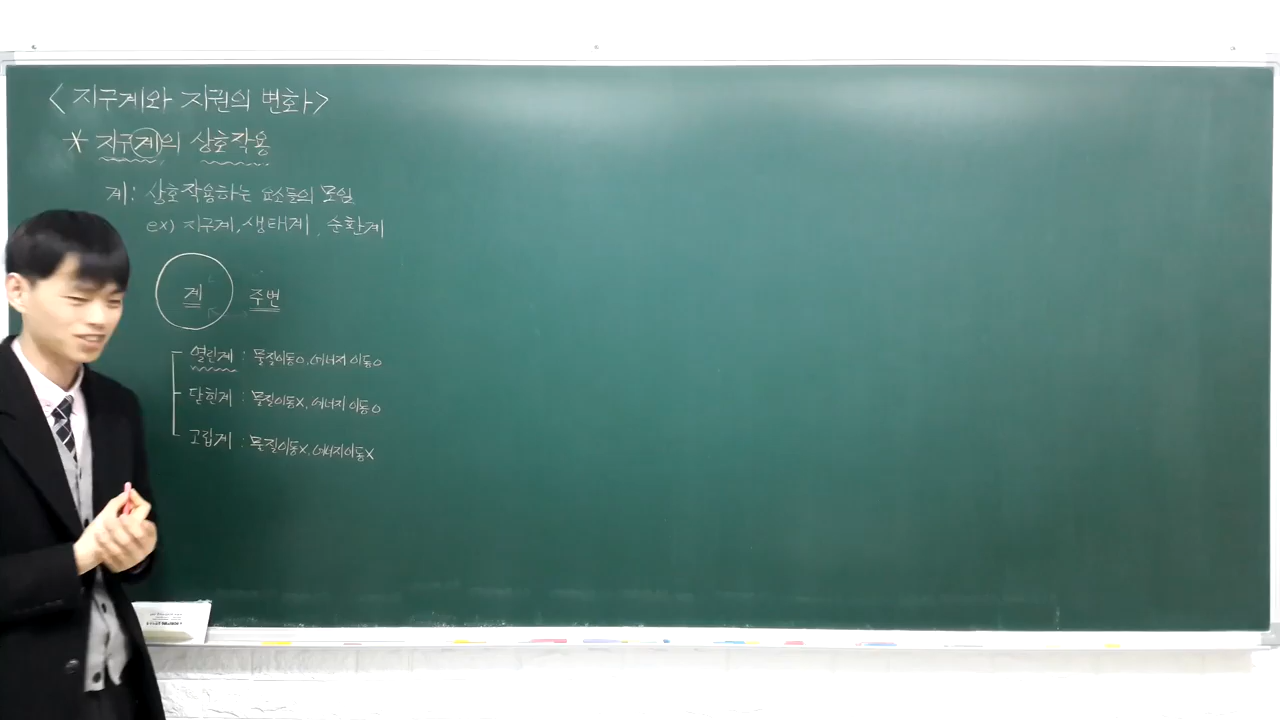 <지구계와 지권의 변화>
* 지구계의 상호작용
계: 상호작용하는 요소들의 모임
ex) 지구계, 생태계, 순환계
계 주변
열린계 : 물질이동o, 에너지 이동o
닫힌계 : 물질이동x, 에너지 이동o
고립계 : 물질이동x, 에너지이동x